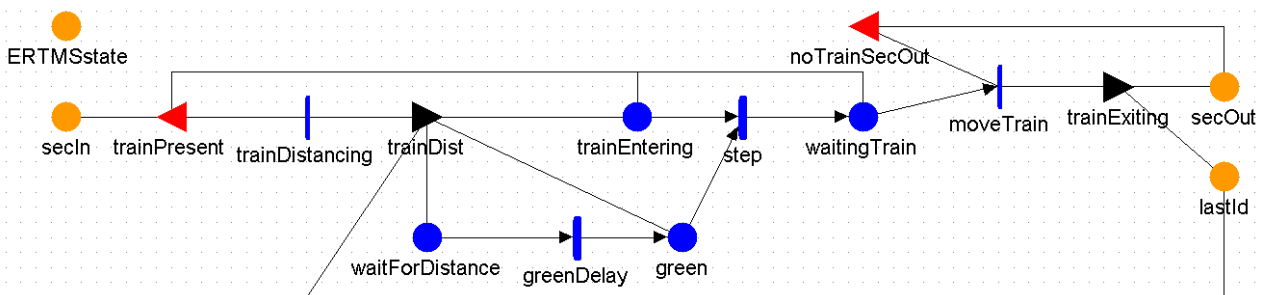 ERTMSstate
noTrainSecOut
secIn
trainPresent
trainDistancing
trainDist
trainEntering
step
waitingTrain
moveTrain
trainExiting
secOut
lastId
waitForDistance
greenDelay
green